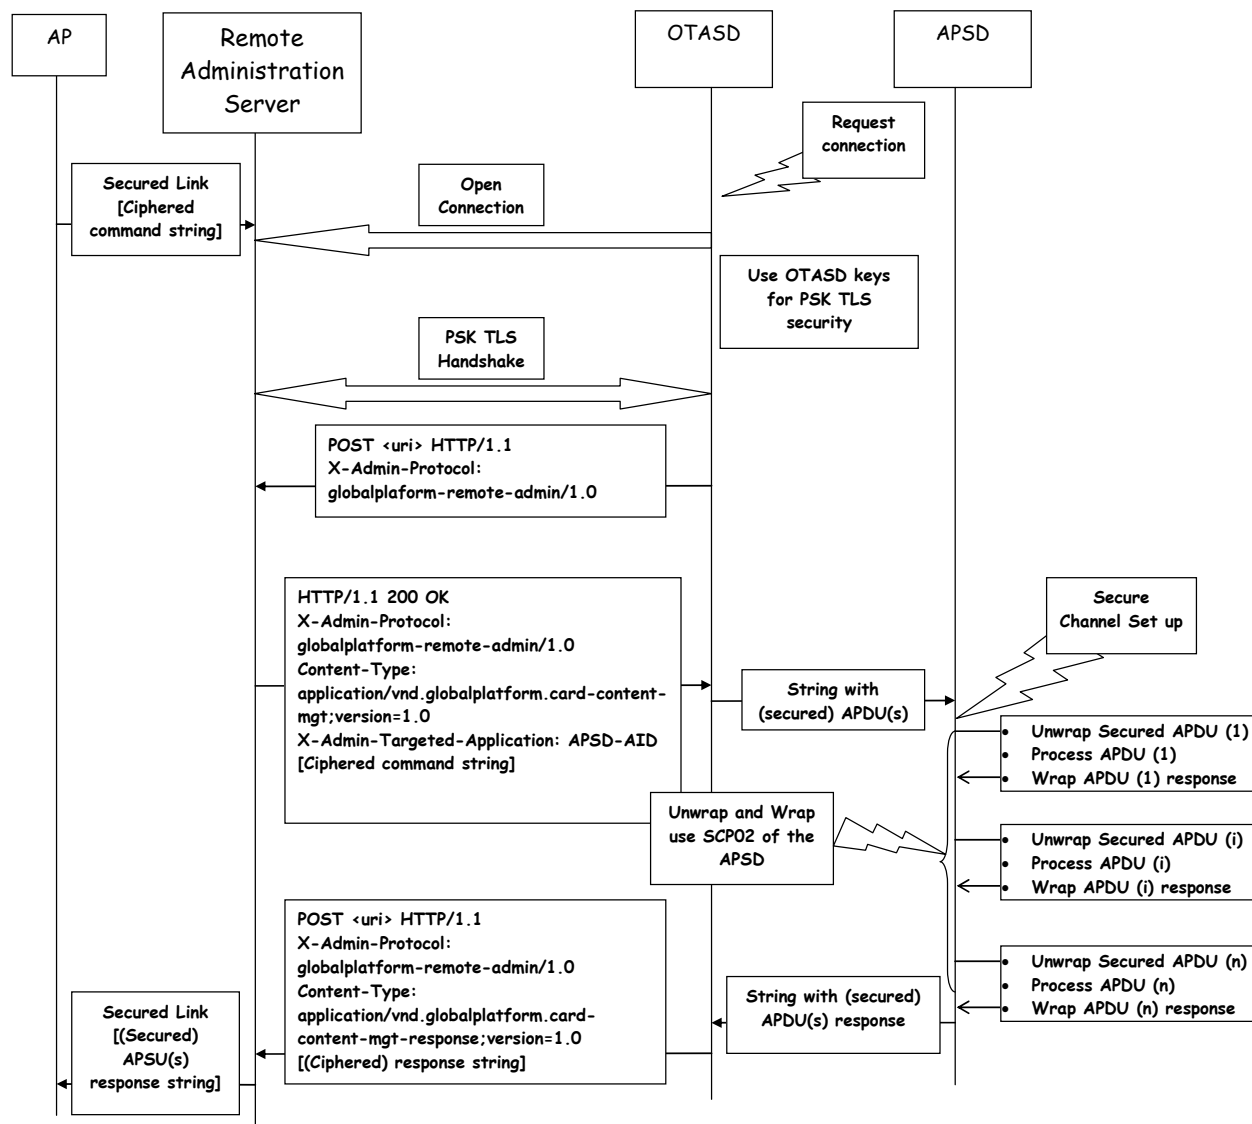 AP
Remote
Administration
Server
OTASD
APSD
Request
connection
Secured Link
[Ciphered
command string]
Open
Connection
Use OTASD keys
for PSK TLS
security
PSK TLS
Handshake
POST <uri> HTTP/1.1
X-Admin-Protocol:
globalplaform-remote-admin/1.0
HTTP/1.1 200 OK
X-Admin-Protocol:
globalplatform-remote-admin/1.0
Content-Type:
application/vnd.globalplatform.card-content-
mgt;version=1.0
X-Admin-Targeted-Application: APSD-AID
[Ciphered command string]
Secure
Channel Set up
String with
(secured) APDU(s)
• Unwrap Secured APDU (1)
• Process APDU (1)
• Wrap APDU (1) response
Unwrap and Wrap
use SCP02 of the
APSD
• Unwrap Secured APDU (i)
• Process APDU (i)
• Wrap APDU (i) response
POST <uri> HTTP/1.1
X-Admin-Protocol:
globalplatform-remote-admin/1.0
Content-Type:
application/vnd.globalplatform.card-
content-mgt-response;version=1.0
[(Ciphered) response string]
• Unwrap Secured APDU (n)
• Process APDU (n)
• Wrap APDU (n) response
String with (secured)
APDU(s) response
Secured Link
[(Secured)
APSU(s)
response string]